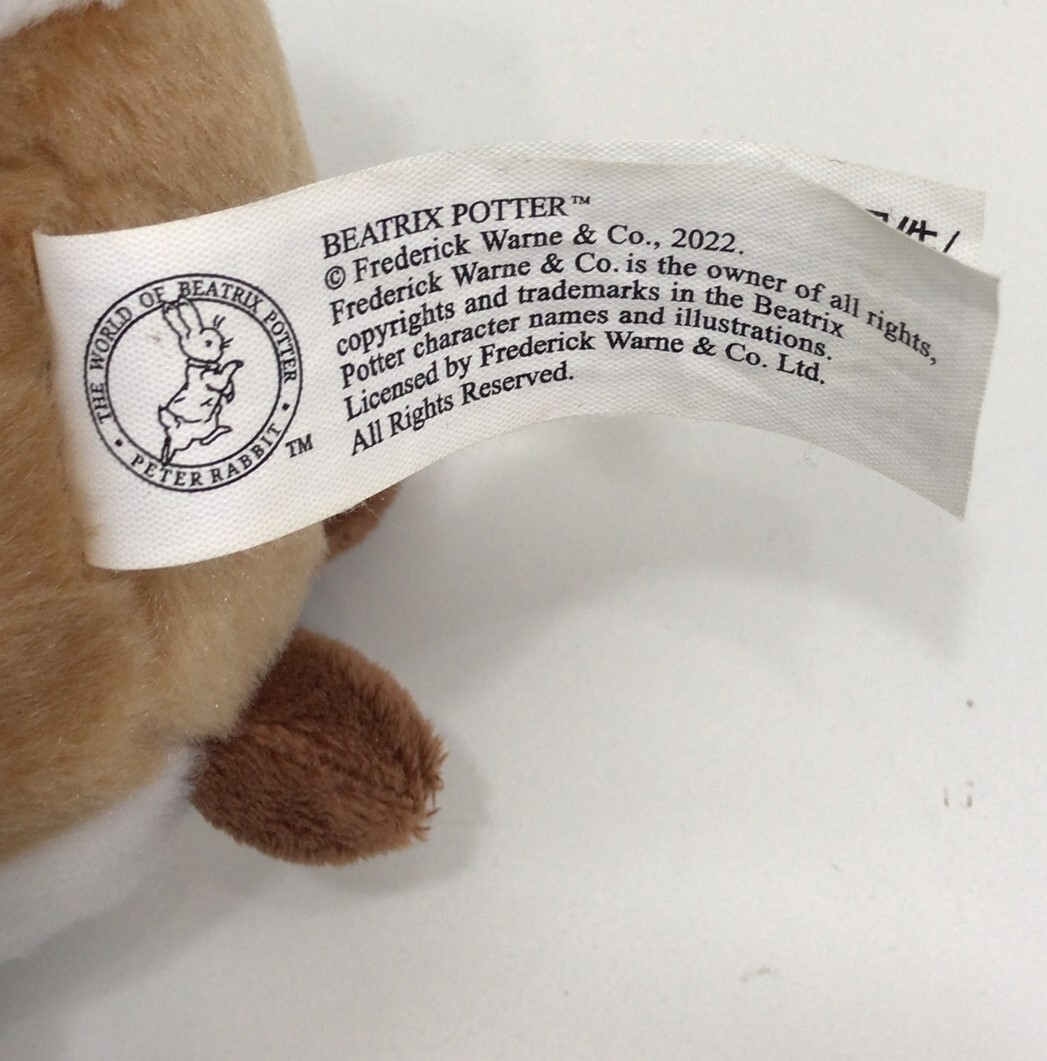 THE WORLD OF BEATRIX POTTER
• PETER RABBIT •
TM
BEATRIX POTTER™
© Frederick Warne & Co., 2022.
Frederick Warne & Co. is the owner of all rights,
copyrights and trademarks in the Beatrix
Potter character names and illustrations.
Licensed by Frederick Warne & Co. Ltd.
All Rights Reserved.